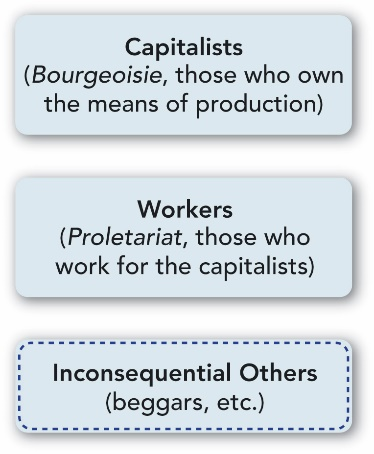 Capitalists
(Bourgeoisie, those who own
the means of production)
Workers
(Proletariat, those who
work for the capitalists)
Inconsequential Others
(beggars, etc.)